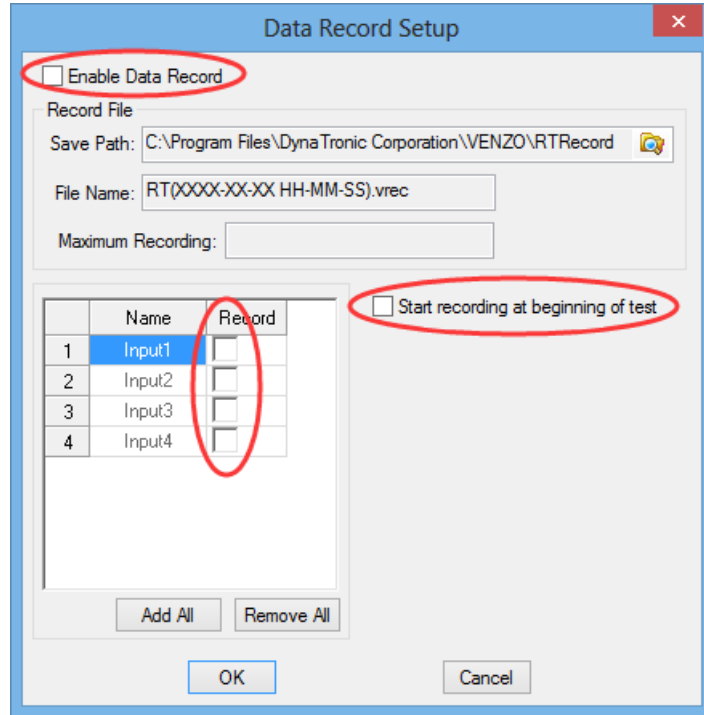 Data Record Setup
Enable Data Record
Record File
Save Path: C:\Program Files\DynaTronic Corporation\VENZO\RTRecord
File Name: RT(XXXX-XX-XX HH-MM-SS).vrec
Maximum Recording:
Start recording at beginning of test
Name Record
1 Input1
2 Input2
3 Input3
4 Input4
Add All Remove All
OK Cancel